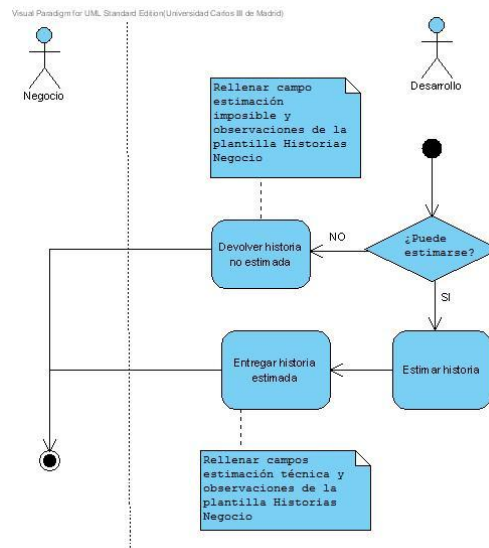 Visual Paradigm for UML Standard Edition(Universidad Carlos III de Madrid)
Negocio
Desarrollo
Rellenar campo
estimación
imposible y
observaciones de la
plantilla Historias
Negocio
¿Puede
estimarse?
NO
Devolver historia
no estimada
SI
Entregar historia
estimada
Estimar historia
Rellenar campos
estimación técnica y
observaciones de la
plantilla Historias
Negocio